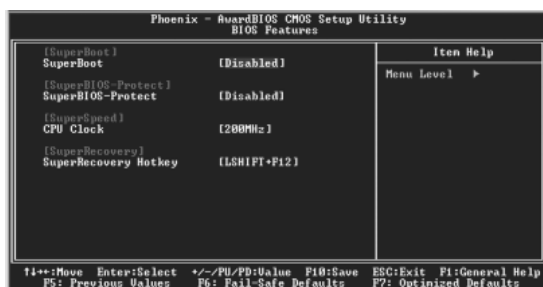 Phoenix - AwardBIOS CMOS Setup Utility
BIOS Features
[SuperBoot]
SuperBoot [Disabled]
[SuperBIOS-Protect]
SuperBIOS-Protect [Disabled]
[SuperSpeed]
CPU Clock [200MHz]
[SuperRecovery]
SuperRecovery Hotkey [LSHIFT+F12]
Item Help
Menu Level ▶
↑↓→←:Move Enter:Select +/-/PU/PD:Value F10:Save ESC:Exit F1:General Help
F5: Previous Values F6: Fail-Safe Defaults F7: Optimized Defaults